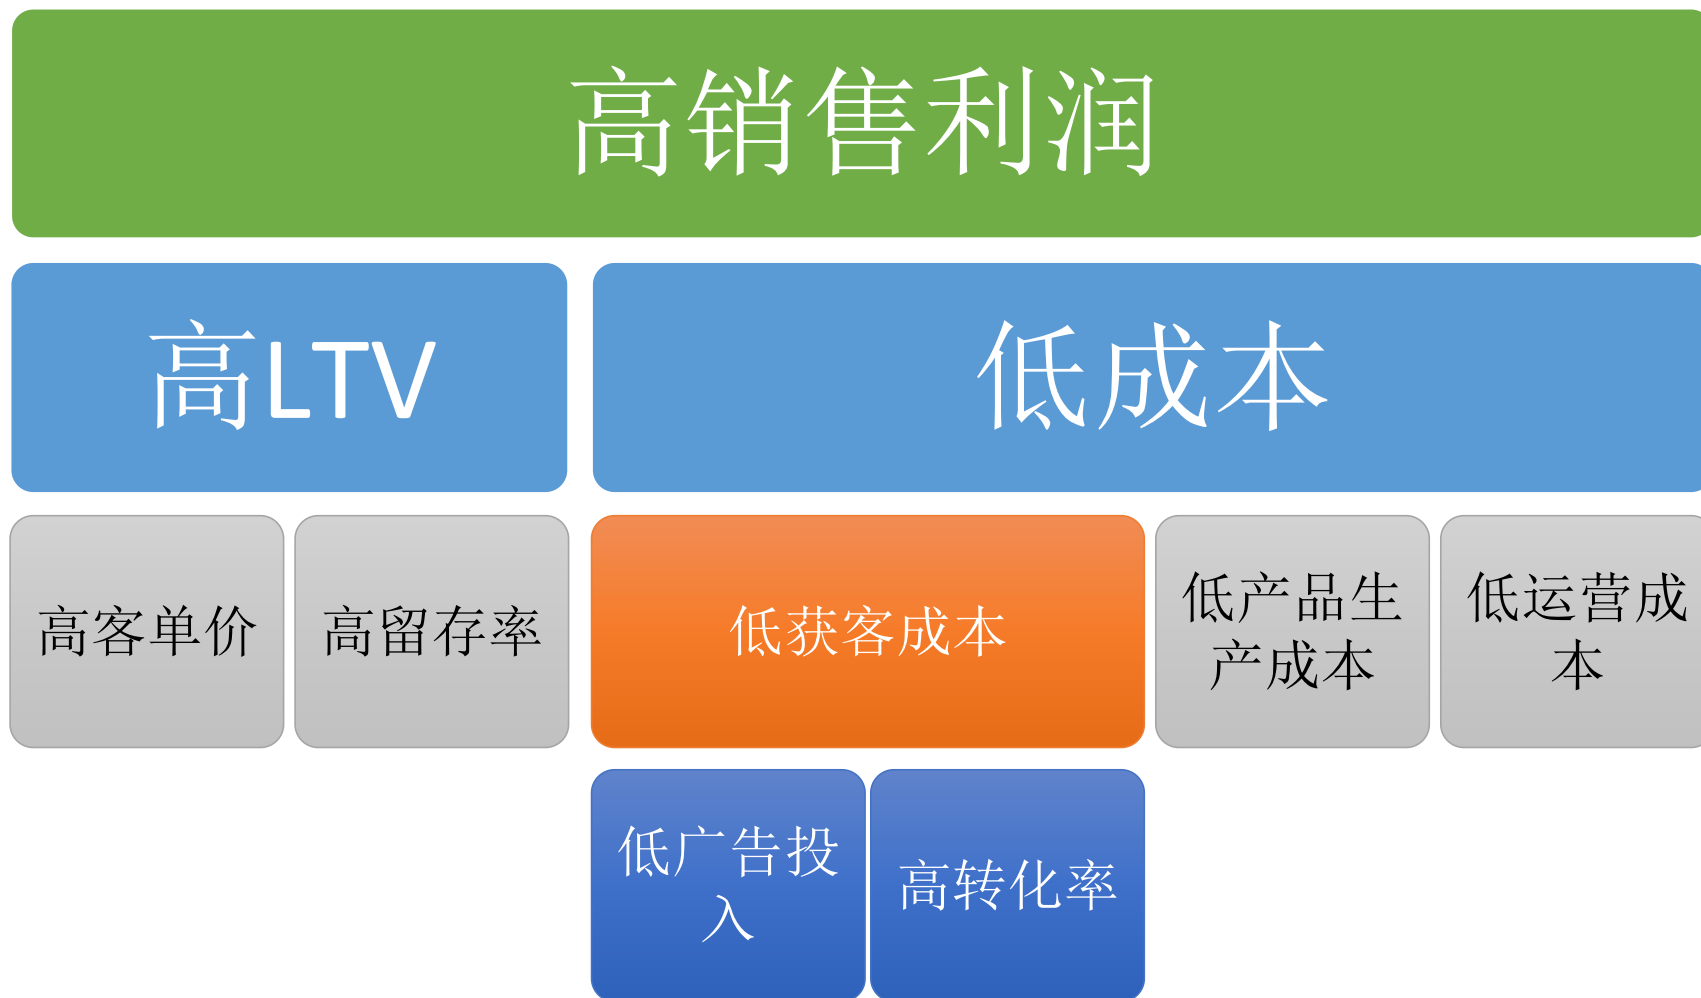 高销售利润
高LTV
低成本
高客单价
高留存率
低获客成本
低产品生
产成本
低运营成
本
低广告投
入
高转化率